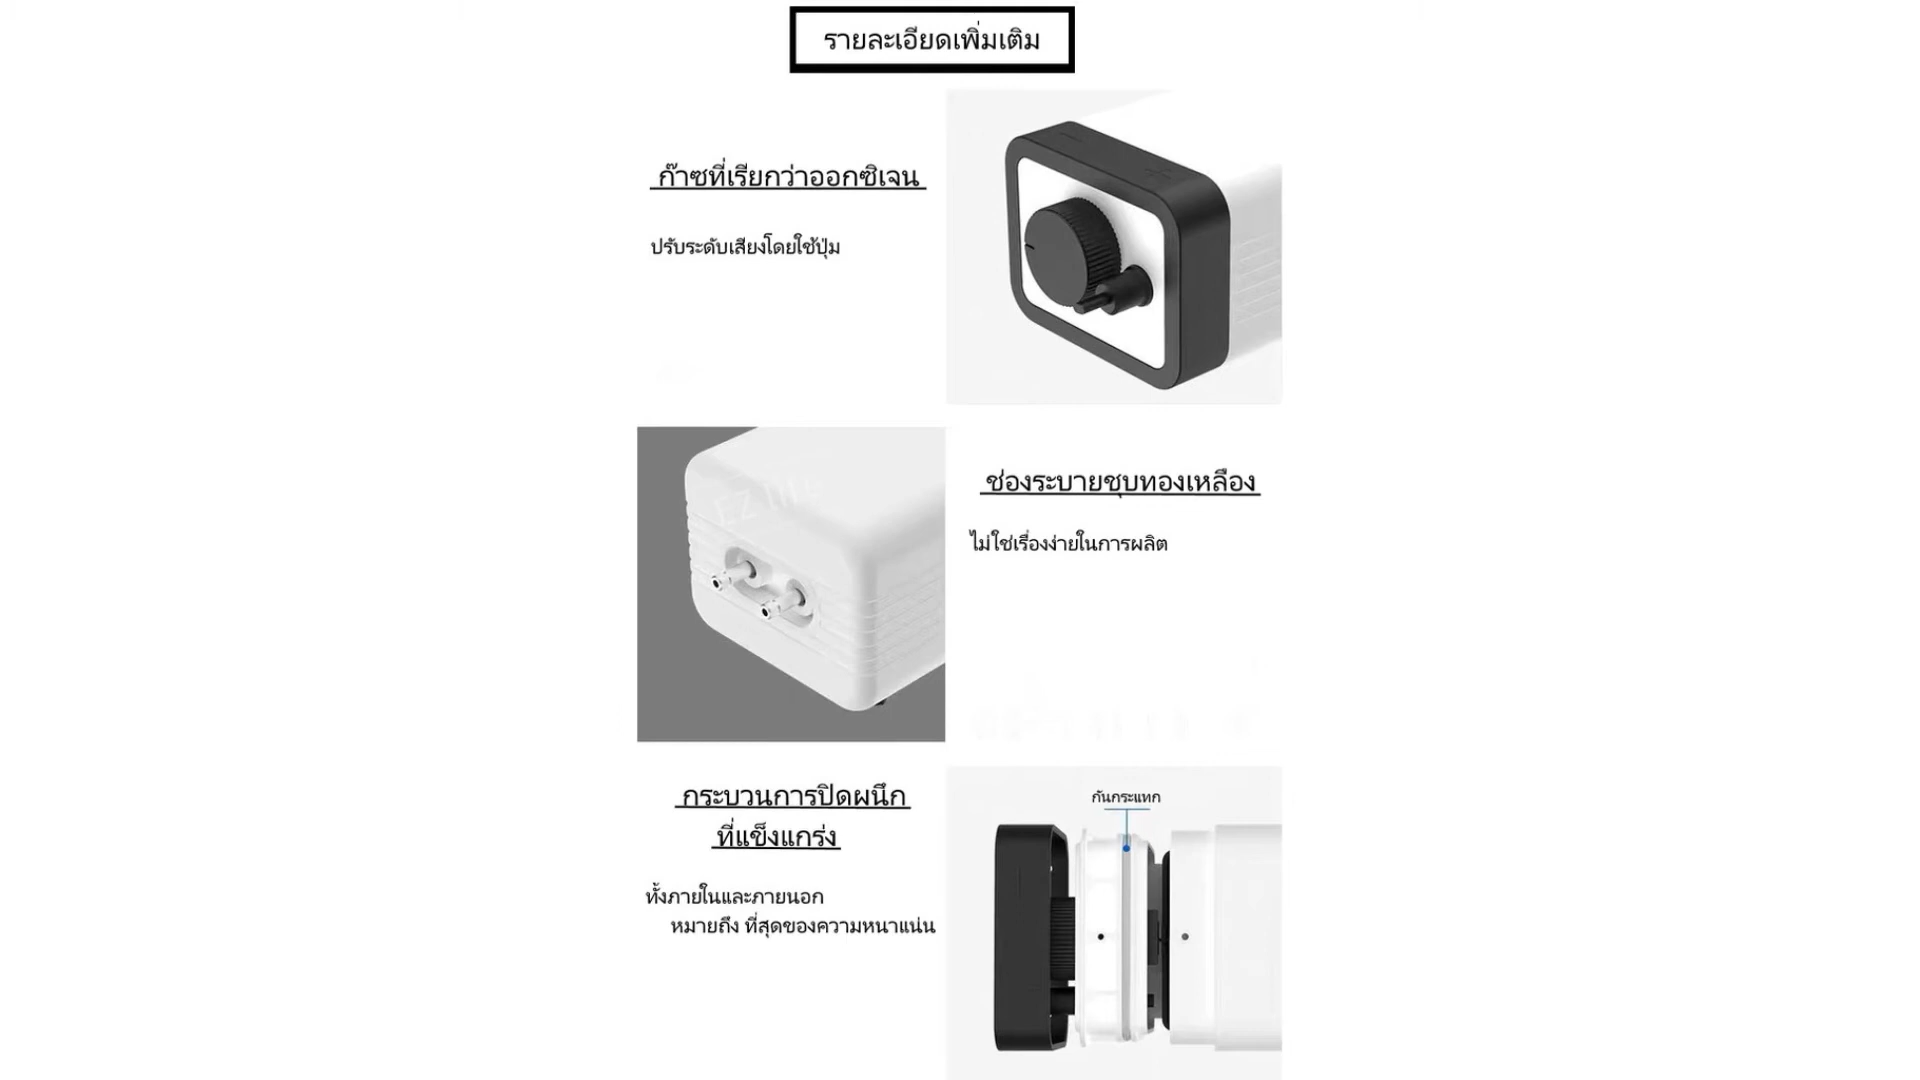 รายละเอียดเพิ่มเติม
ก๊าซที่เรียกว่าออกซิเจน
ปรับระดับเสียงโดยใช้ปุ่ม
EZ life
ช่องระบายชุบทองเหลือง
ไม่ใช่เรื่องง่ายในการผลิต
กระบวนการปิดผนึก
ที่แข็งแกร่ง
ทั้งภายในและภายนอก
หมายถึง ที่สุดของความหนาแน่น
กันกระแทก